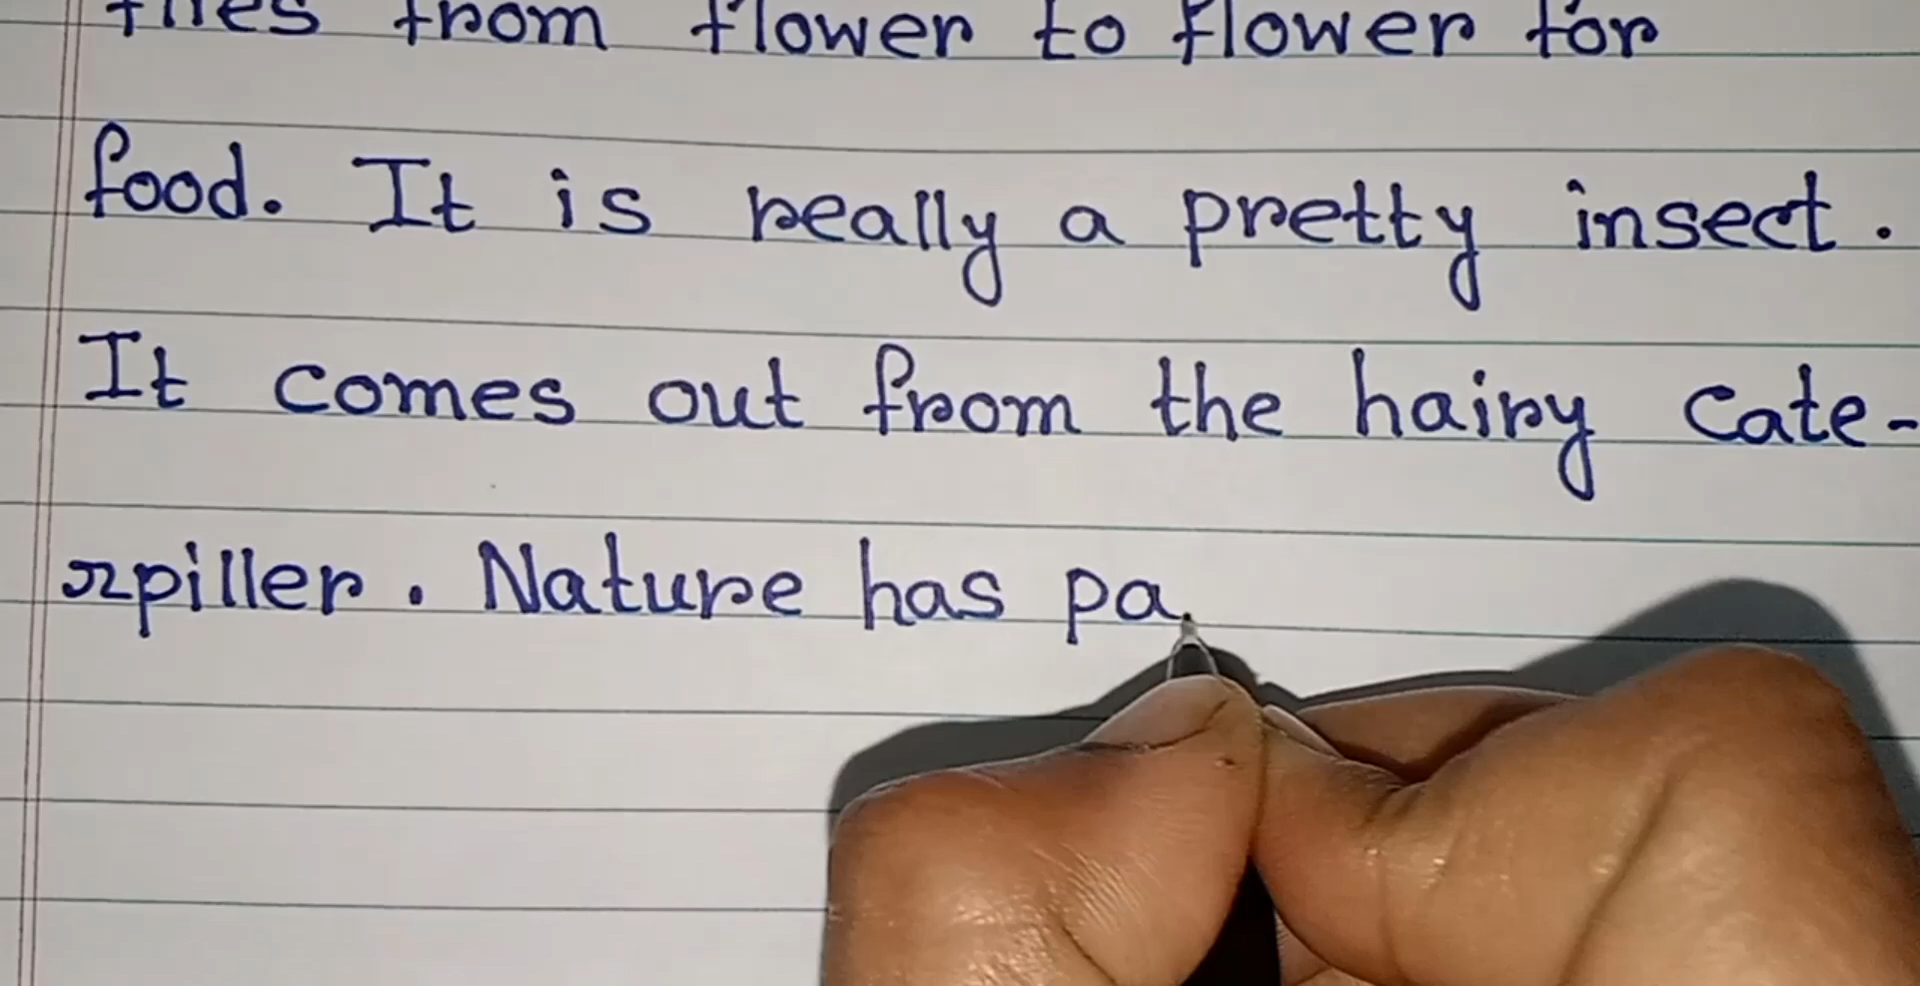 flies from flower to flower for
food. It is really a pretty insect.
It comes out from the hairy cate-
rpiller. Nature has pa